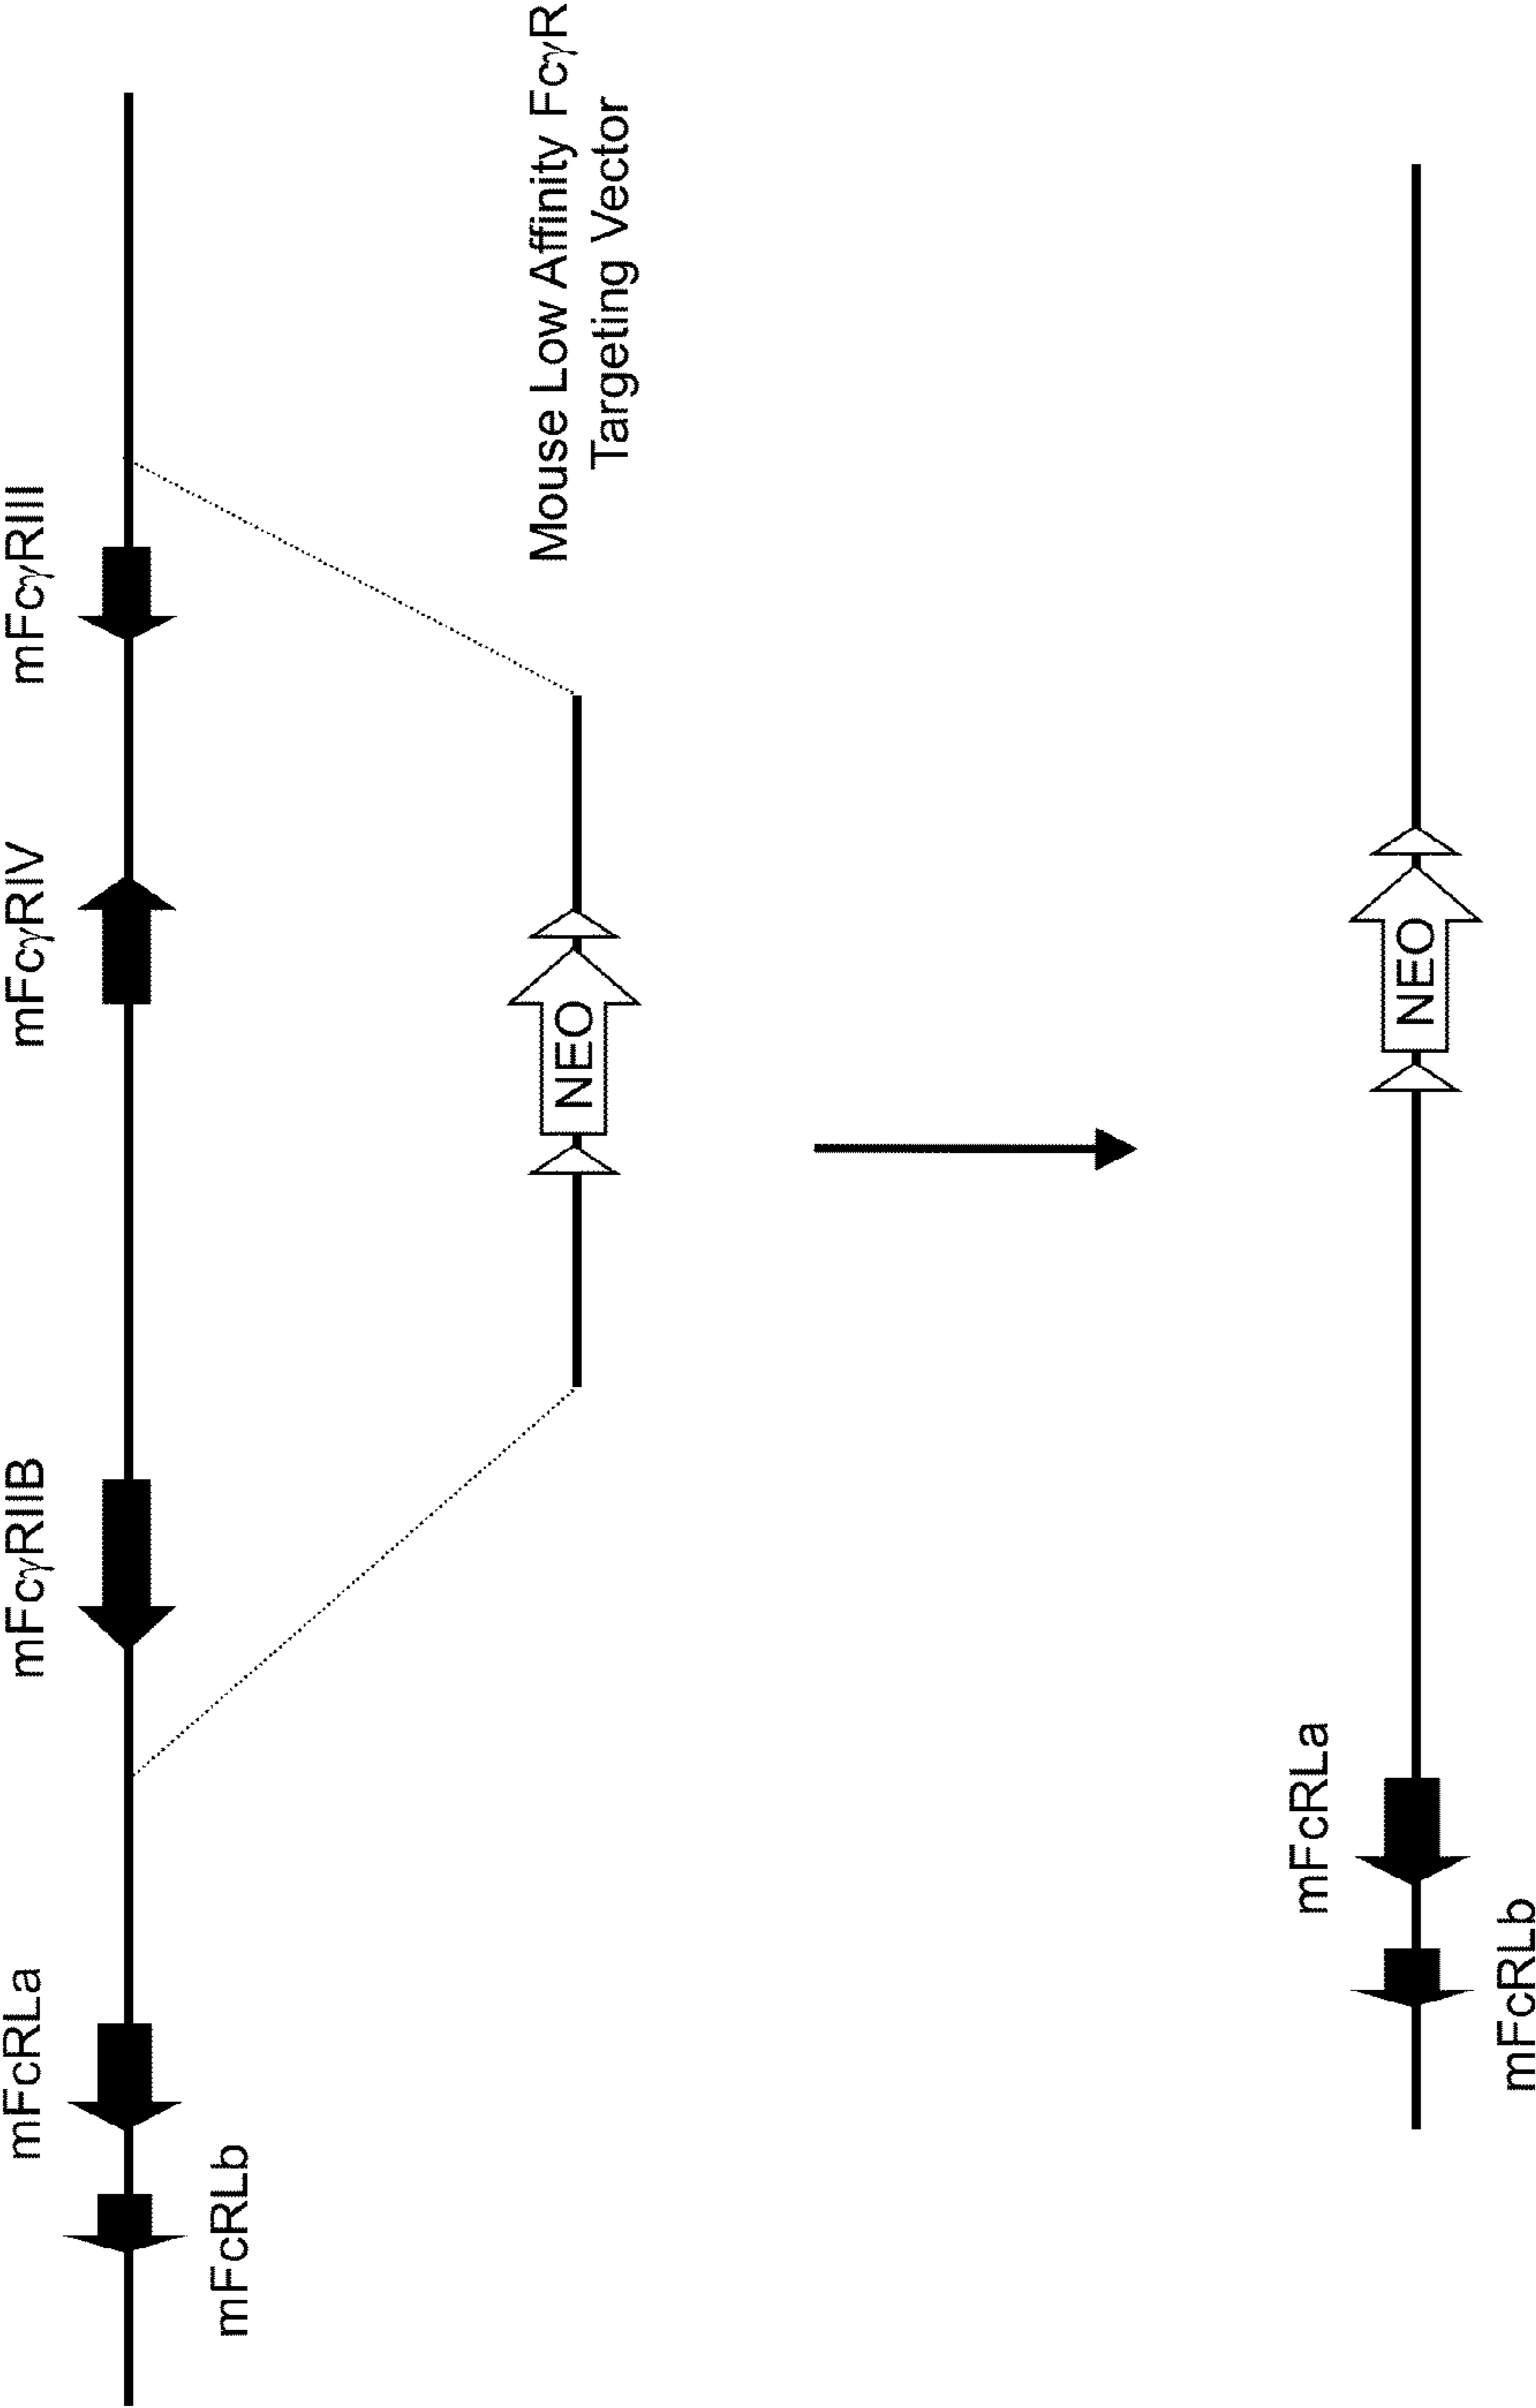 mFcRLa
mFcγRIIB
mFcγRIV
mFcγRIII
mFcRLb
NEO
Mouse Low Affinity FcγR
Targeting Vector
mFcRLa
NEO
mFcRLb